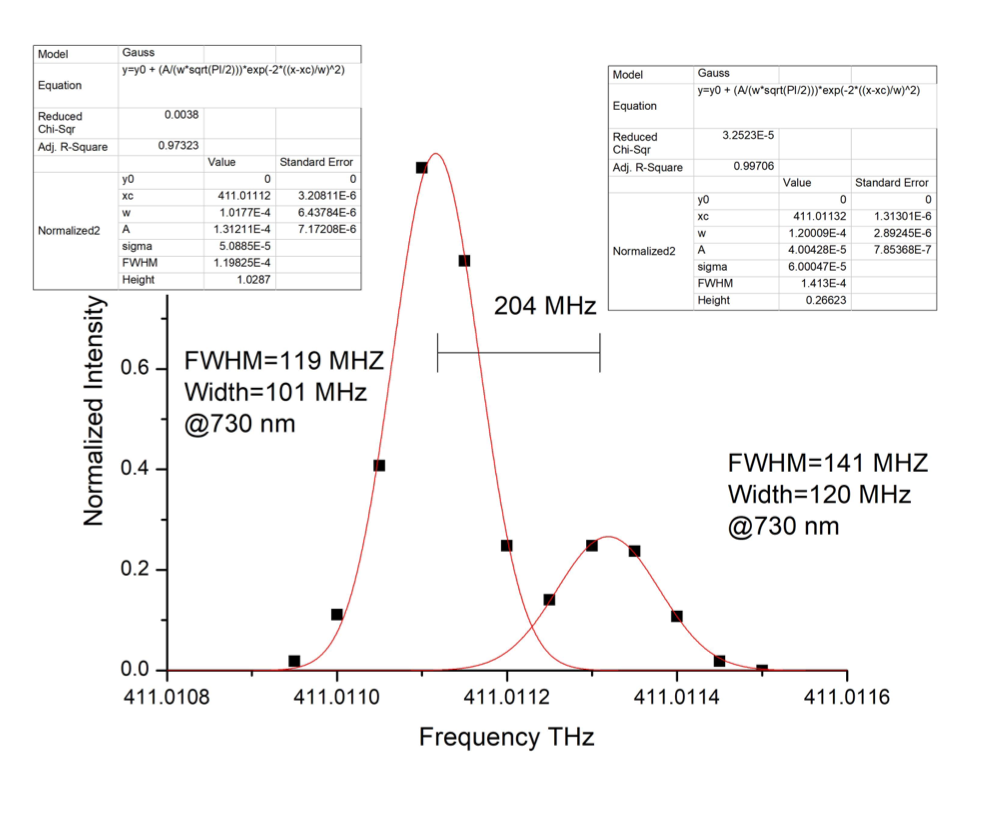 Model Gauss
Equation y=y0 + (A/(w*sqrt(PI/2)))*exp(-2*((x-xc)/w)^2)
Reduced Chi-Sqr 0.0038
Adj. R-Square 0.97323
Value Standard Error
Normalized2 y0 0 0
xc 411.01112 3.20811E-6
w 1.0177E-4 6.43784E-6
A 1.31211E-4 7.17208E-6
sigma 5.0885E-5
FWHM 1.19825E-4
Height 1.0287
Model Gauss
Equation y=y0 + (A/(w*sqrt(PI/2)))*exp(-2*((x-xc)/w)^2)
Reduced Chi-Sqr 3.2523E-5
Adj. R-Square 0.99706
Value Standard Error
Normalized2 y0 0 0
xc 411.01132 1.31301E-6
w 1.20009E-4 2.89245E-6
A 4.00428E-5 7.85368E-7
sigma 6.00047E-5
FWHM 1.413E-4
Height 0.26623
204 MHz
FWHM=119 MHZ
Width=101 MHz
@730 nm
FWHM=141 MHZ
Width=120 MHz
@730 nm
Normalized Intensity
0.6
0.4
0.2
0.0
411.0108 411.0110 411.0112 411.0114 411.0116
Frequency THz